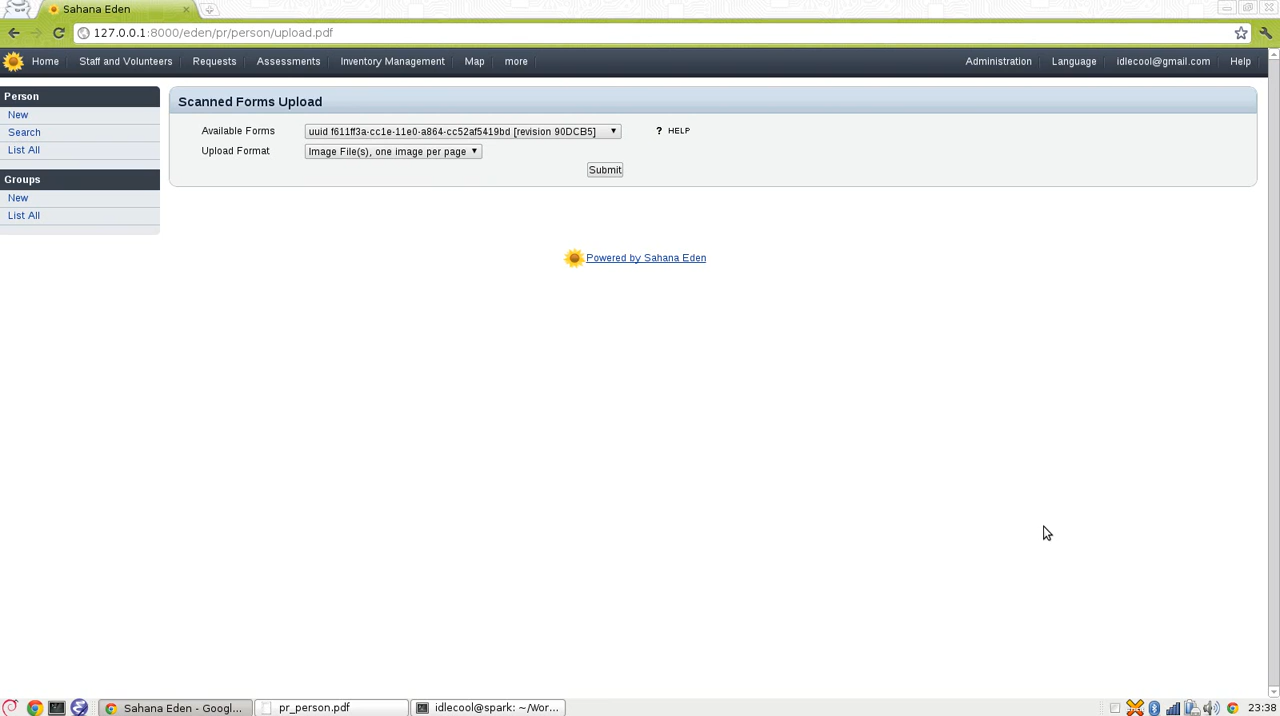 Sahana Eden
127.0.0.1:8000/eden/pr/person/upload.pdf
Home Staff and Volunteers Requests Assessments Inventory Management Map more Administration Language idlecool@gmail.com Help
Person
New
Search
List All
Groups
New
List All
Scanned Forms Upload
Available Forms uuid f611ff3a-cc1e-11e0-a864-cc52af5419bd [revision 90DCB5] ? HELP
Upload Format Image File(s), one image per page
Submit
Powered by Sahana Eden
Sahana Eden - Googl... pr_person.pdf idlecool@spark: ~/Wor... 23:38